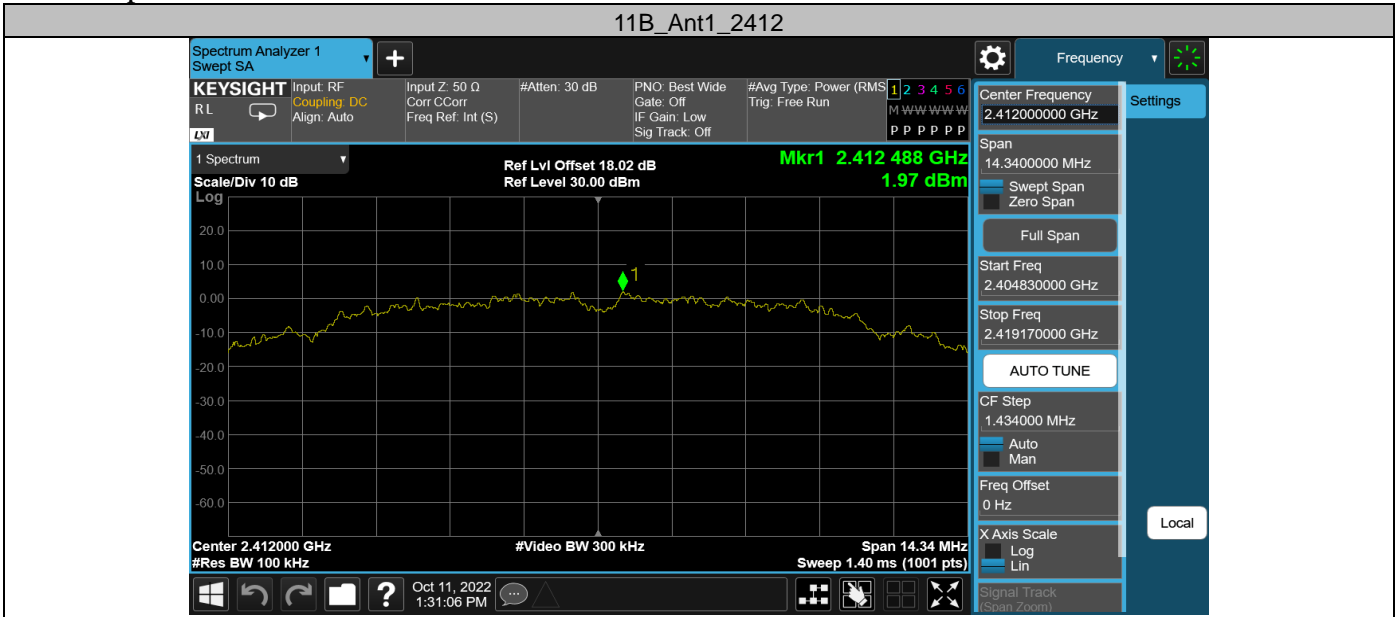 11B_Ant1_2412
Spectrum Analyzer 1
Swept SA
Frequency
KEYSIGHT
RL
LXI
Input: RF
Coupling: DC
Align: Auto
Input Z: 50 Ω
Corr CCorr
Freq Ref: Int (S)
#Atten: 30 dB
PNO: Best Wide
Gate: Off
IF Gain: Low
Sig Track: Off
#Avg Type: Power (RMS
Trig: Free Run
1 2 3 4 5 6
M W W W W W
P P P P P P
1 Spectrum
Scale/Div 10 dB
Ref Lvl Offset 18.02 dB
Ref Level 30.00 dBm
Mkr1 2.412 488 GHz
1.97 dBm
Log
20.0
10.0
0.00
-10.0
-20.0
-30.0
-40.0
-50.0
-60.0
1
Center 2.412000 GHz
#Res BW 100 kHz
#Video BW 300 kHz
Span 14.34 MHz
Sweep 1.40 ms (1001 pts)
Oct 11, 2022
1:31:06 PM
Center Frequency
2.412000000 GHz
Settings
Span
14.3400000 MHz
Swept Span
Zero Span
Full Span
Start Freq
2.404830000 GHz
Stop Freq
2.419170000 GHz
AUTO TUNE
CF Step
1.434000 MHz
Auto
Man
Freq Offset
0 Hz
X Axis Scale
Log
Lin
Local
Signal Track
(Span Zoom)